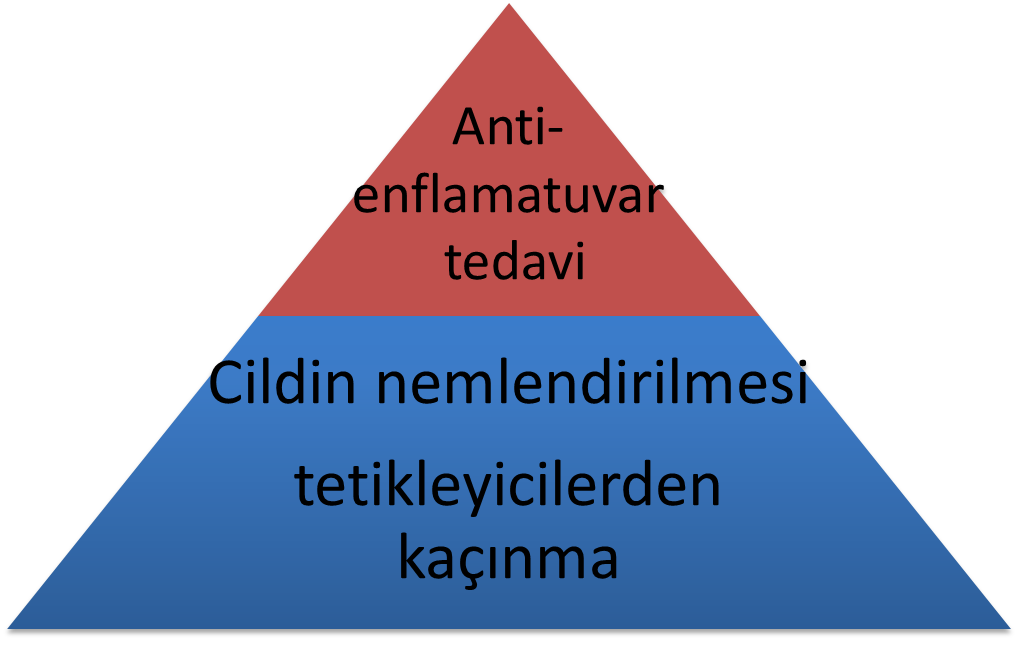 Anti-
enflamatuvar
tedavi
Cildin nemlendirilmesi
tetikleyicilerden
kaçınma